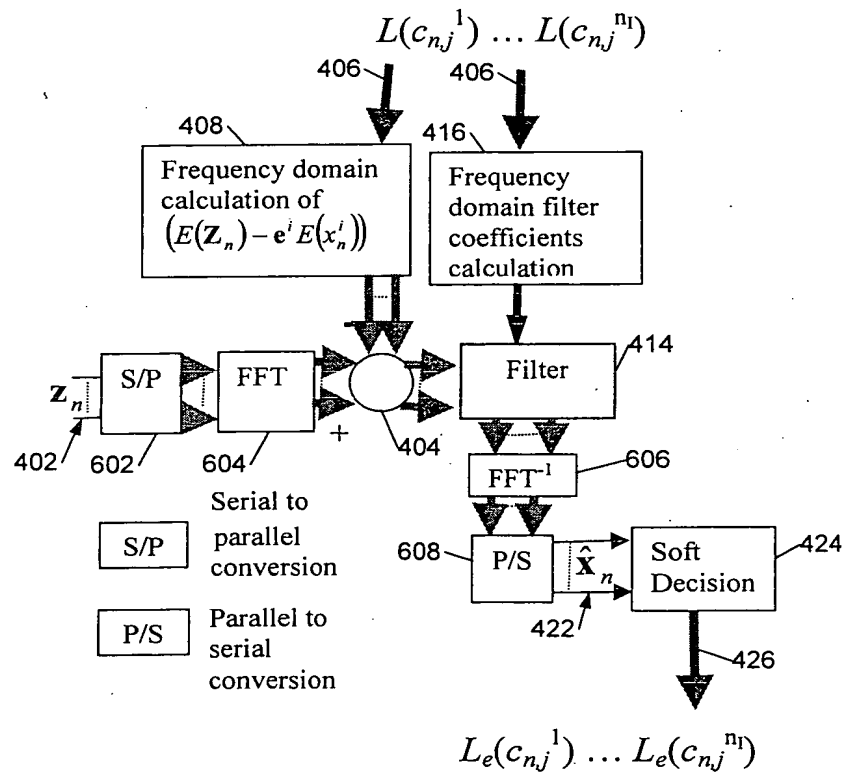 L(c_{n,j}^1) ... L(c_{n,j}^{n_I})
406
406
408
416
Frequency domain
calculation of
(E(Z_n) – e^i E(x_n^i))
Frequency
domain filter
coefficients
calculation
414
S/P
FFT
Filter
z_n
–
+
402
602
604
404
FFT^{-1}
606
Serial to
S/P
parallel
conversion
608
P/S
x̂_n
Soft
Decision
424
422
P/S
Parallel to
serial
conversion
426
L_e(c_{n,j}^1) ... L_e(c_{n,j}^{n_I})